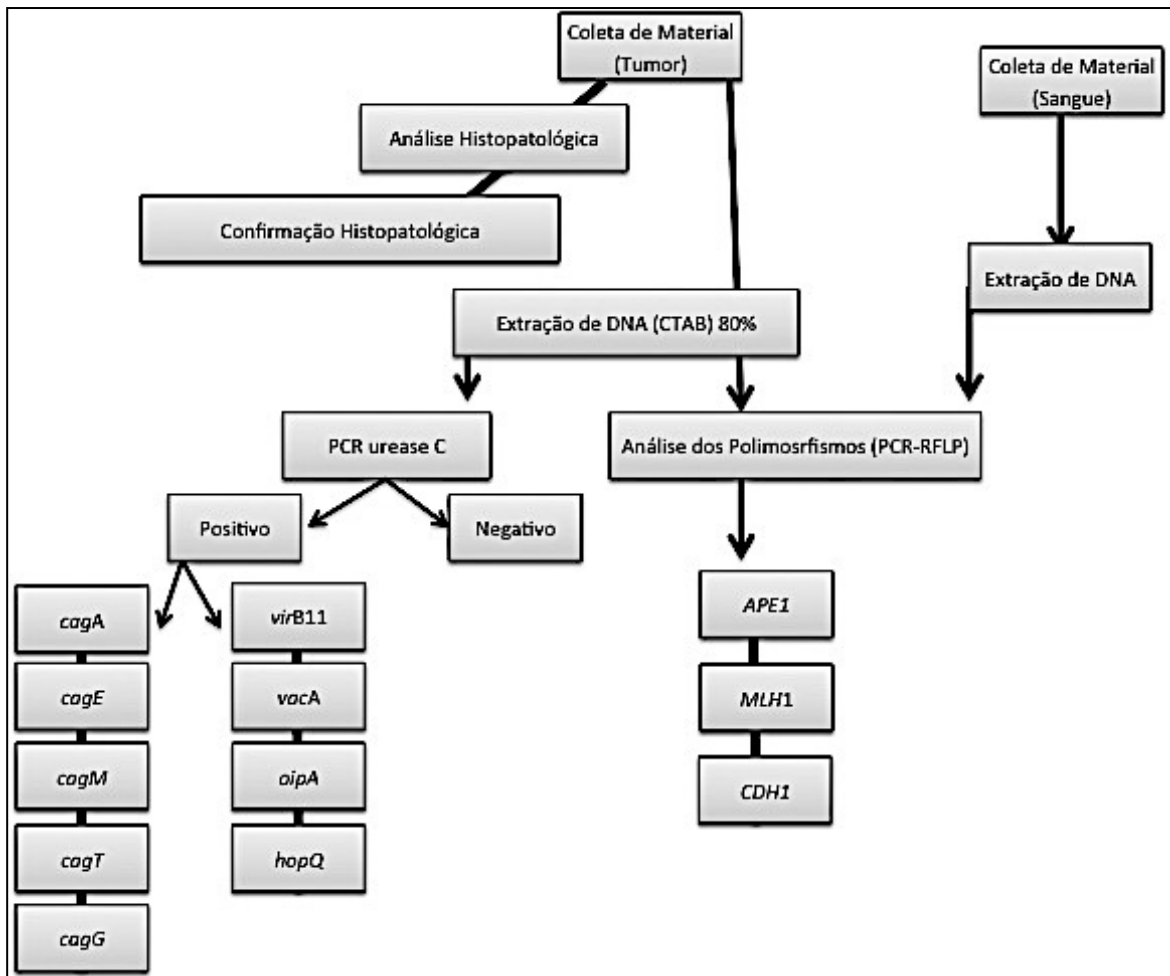 Coleta de Material
(Tumor)
Coleta de Material
(Sangue)
Análise Histopatológica
Confirmação Histopatológica
Extração de DNA
Extração de DNA (CTAB) 80%
PCR urease C
Análise dos Polimosrfismos (PCR-RFLP)
Positivo
Negativo
cagA
cagE
cagM
cagT
cagG
virB11
vacA
oipA
hopQ
APE1
MLH1
CDH1